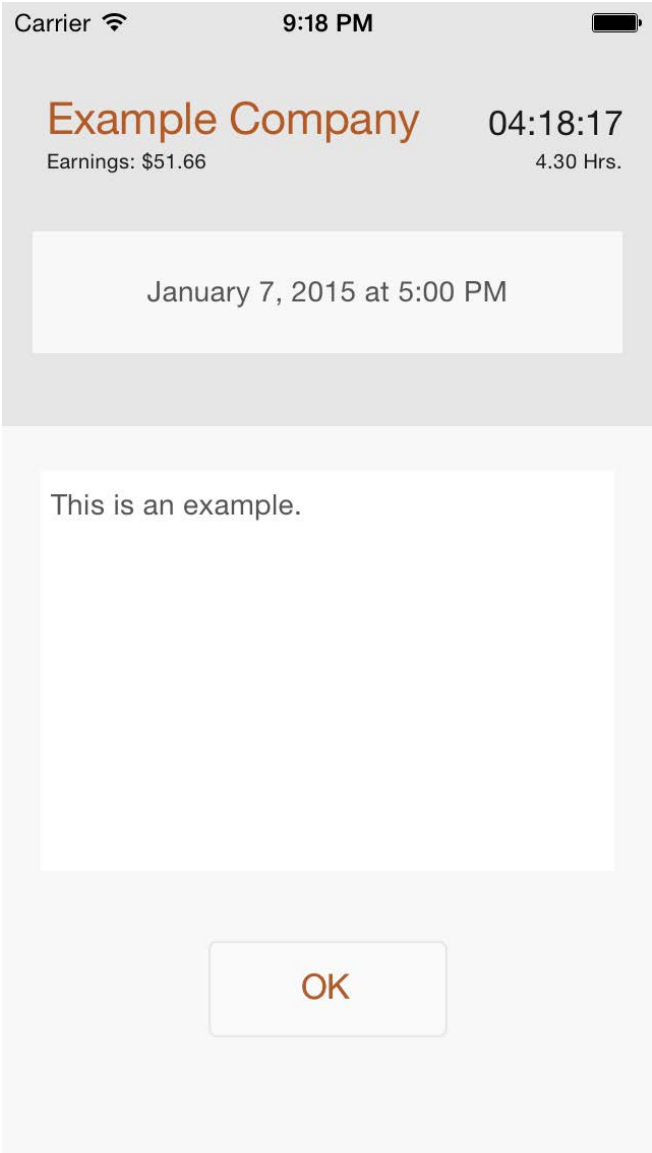 Carrier 9:18 PM
Example Company 04:18:17
Earnings: $51.66 4.30 Hrs.
January 7, 2015 at 5:00 PM
This is an example.
OK